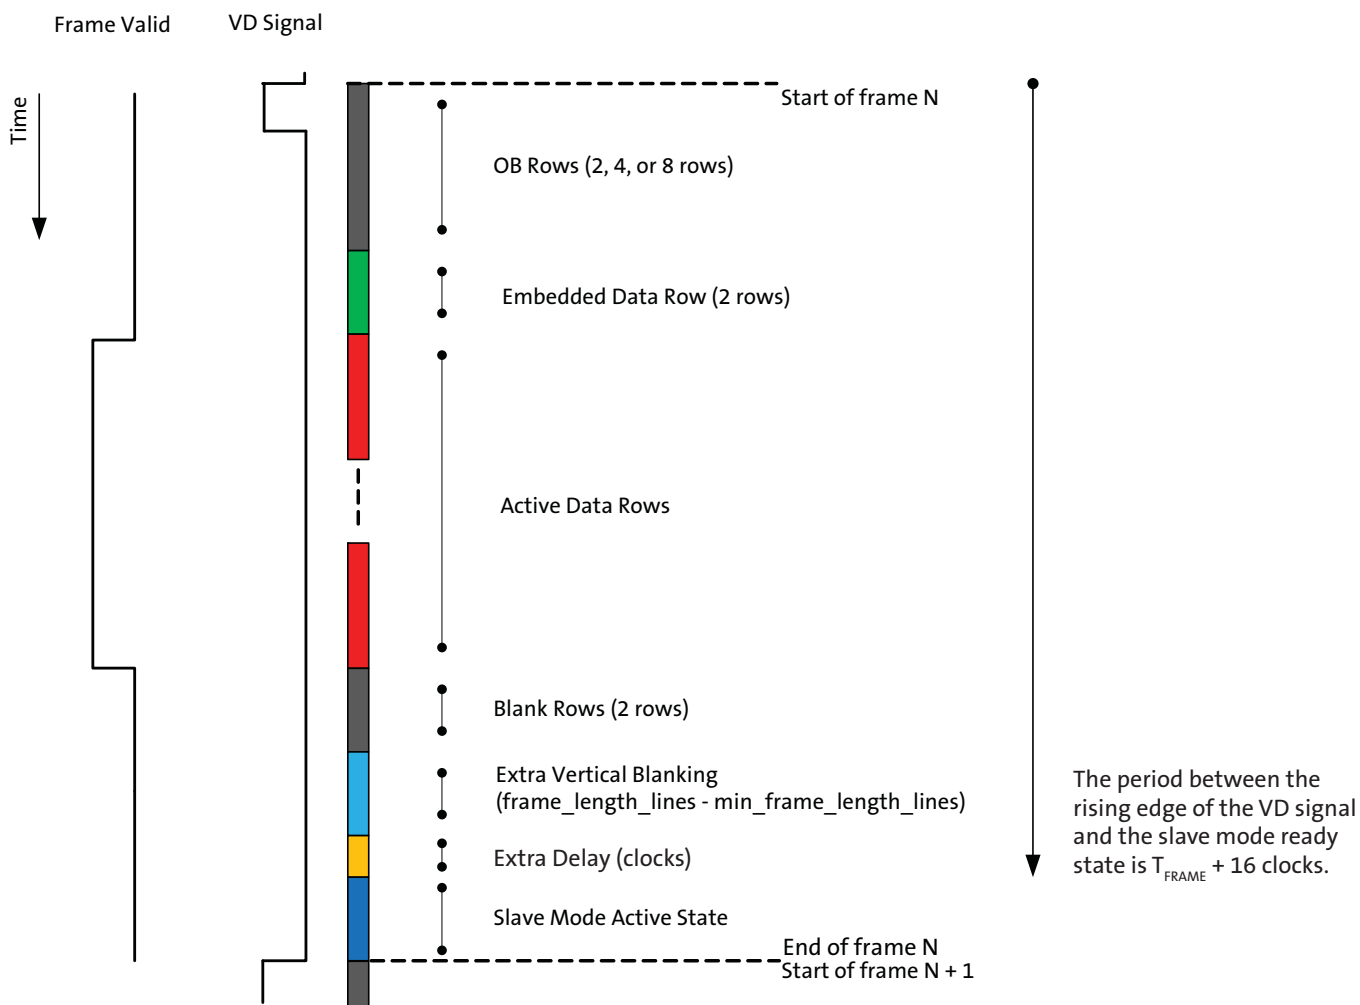 Frame Valid
VD Signal
Time
Start of frame N
OB Rows (2, 4, or 8 rows)
Embedded Data Row (2 rows)
Active Data Rows
Blank Rows (2 rows)
Extra Vertical Blanking
(frame_length_lines - min_frame_length_lines)
The period between the
rising edge of the VD signal
and the slave mode ready
state is TFRAME + 16 clocks.
Extra Delay (clocks)
Slave Mode Active State
End of frame N
Start of frame N + 1